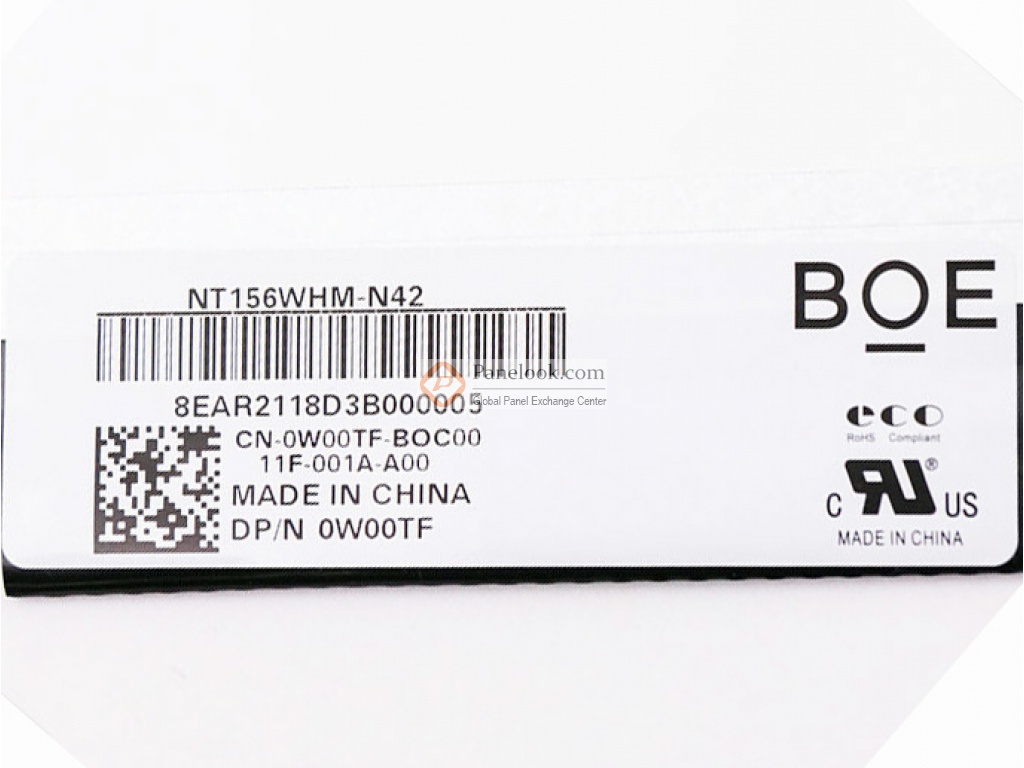 NT156WHM-N42
BOE
Panelook.com
Global Panel Exchange Center
8EAR2118D3B000005
CN-0W00TF-BOC00
11F-001A-A00
MADE IN CHINA
DP/N 0W00TF
eco
RoHS Compliant
C RU ® US
MADE IN CHINA